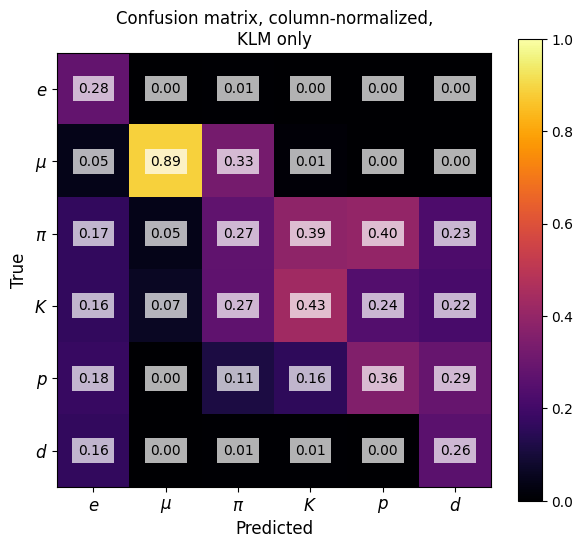 Confusion matrix, column-normalized,
KLM only
1.0
e 0.28 0.00 0.01 0.00 0.00 0.00
μ 0.05 0.89 0.33 0.01 0.00 0.00
0.8
π 0.17 0.05 0.27 0.39 0.40 0.23
0.6
True
K 0.16 0.07 0.27 0.43 0.24 0.22
0.4
p 0.18 0.00 0.11 0.16 0.36 0.29
0.2
d 0.16 0.00 0.01 0.01 0.00 0.26
0.0
e μ π K p d
Predicted